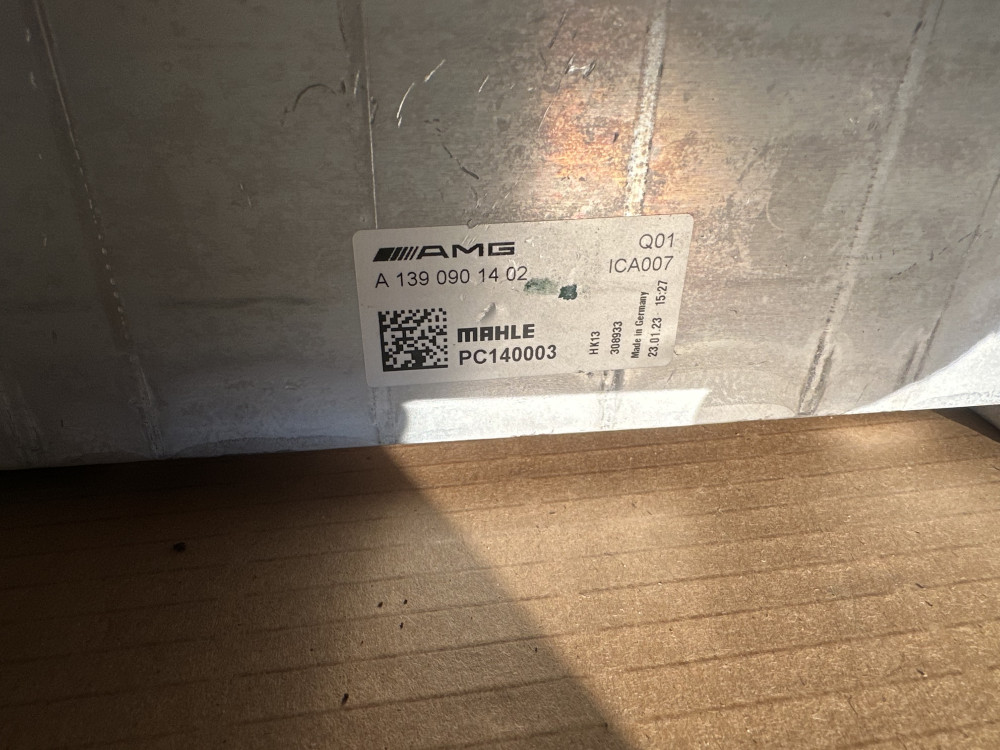 AMG
Q01
A 139 090 14 02
ICA007
MAHLE
PC140003
HK13
308933
Made in Germany
23.01.23 15:27